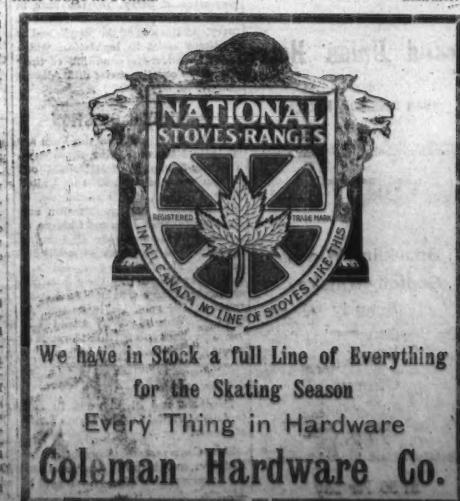 NATIONAL
STOVES·RANGES
REGISTERED TRADE MARK
IN ALL CANADA NO LINE OF STOVES LIKE THIS
We have in Stock a full Line of Everything
for the Skating Season
Every Thing in Hardware
Coleman Hardware Co.